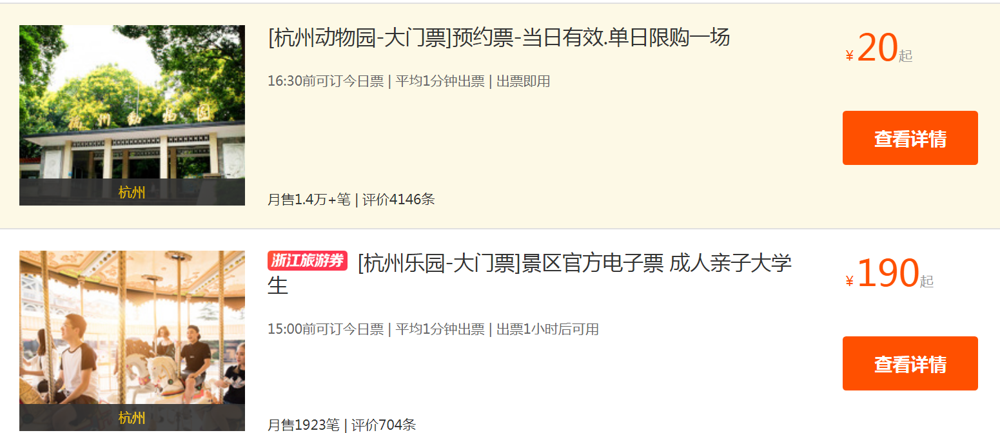 [杭州动物园-大门票]预约票-当日有效.单日限购一场
¥20起
16:30前可订今日票 | 平均1分钟出票 | 出票即用
杭州動物园
查看详情
杭州
月售1.4万+笔 | 评价4146条
浙江旅游券 [杭州乐园-大门票]景区官方电子票 成人亲子大学
生
¥190起
15:00前可订今日票 | 平均1分钟出票 | 出票1小时后可用
查看详情
杭州
月售1923笔 | 评价704条